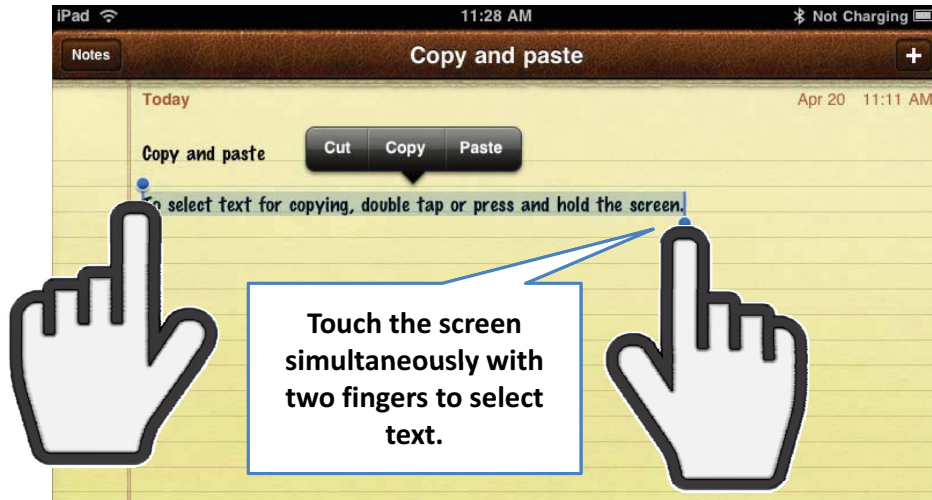 iPad 11:28 AM Not Charging
Notes Copy and paste +
Today Apr 20 11:11 AM
Copy and paste
Cut Copy Paste
To select text for copying, double tap or press and hold the screen.
Touch the screen
simultaneously with
two fingers to select
text.